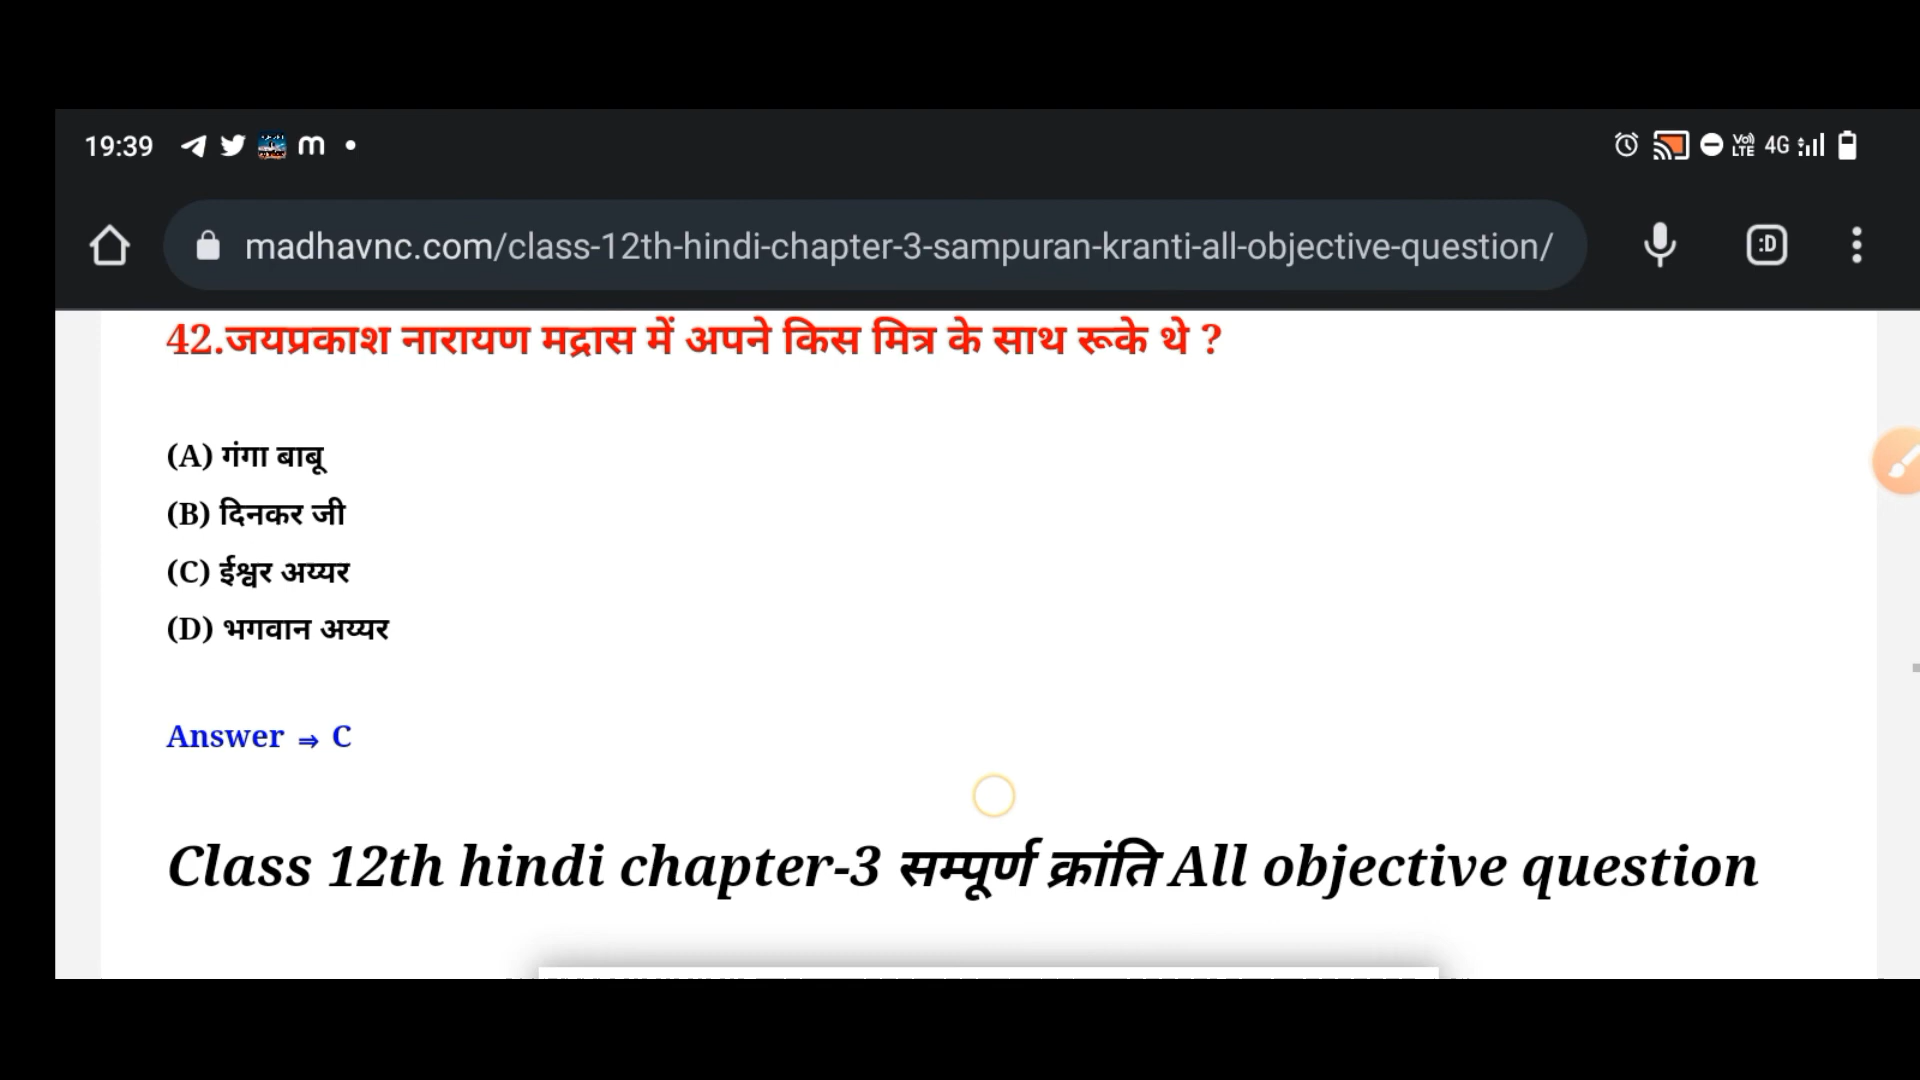 19:39 m Vo) LTE 4G
madhavnc.com/class-12th-hindi-chapter-3-sampuran-kranti-all-objective-question/ :D
42.जयप्रकाश नारायण मद्रास में अपने किस मित्र के साथ रूके थे ?
(A) गंगा बाबू
(B) दिनकर जी
(C) ईश्वर अय्यर
(D) भगवान अय्यर
Answer ⇒ C
Class 12th hindi chapter-3 सम्पूर्ण क्रांति All objective question